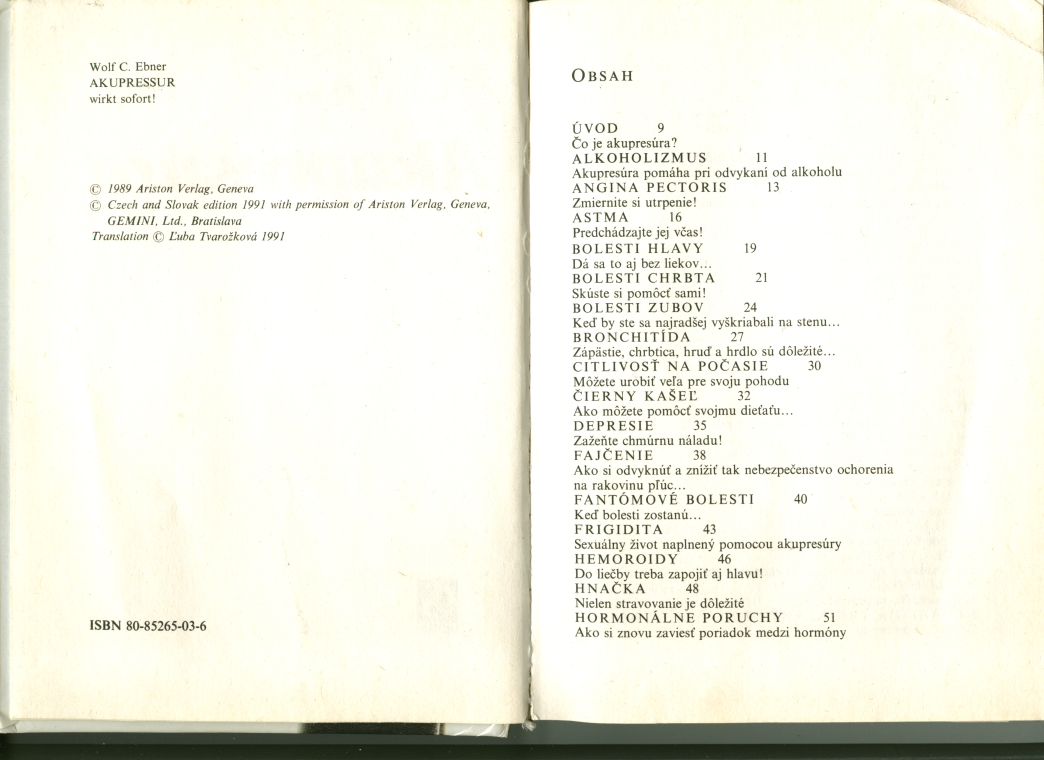 Wolf C. Ebner
AKUPRESSUR
wirkt sofort!
© 1989 Ariston Verlag, Geneva
© Czech and Slovak edition 1991 with permission of Ariston Verlag, Geneva,
GEMINI, Ltd., Bratislava
Translation © Ľuba Tvarožková 1991
ISBN 80-85265-03-6
OBSAH
ÚVOD 9
Čo je akupresúra?
ALKOHOLIZMUS 11
Akupresúra pomáha pri odvykaní od alkoholu
ANGINA PECTORIS 13
Zmiernite si utrpenie!
ASTMA 16
Predchádzajte jej včas!
BOLESTI HLAVY 19
Dá sa to aj bez liekov...
BOLESTI CHRBTA 21
Skúste si pomôcť sami!
BOLESTI ZUBOV 24
Keď by ste sa najradšej vyškriabali na stenu...
BRONCHITÍDA 27
Zápästie, chrbtica, hruď a hrdlo sú dôležité...
CITLIVOSŤ NA POČASIE 30
Môžete urobiť veľa pre svoju pohodu
ČIERNY KAŠEĽ 32
Ako môžete pomôcť svojmu dieťaťu...
DEPRESIE 35
Zažeňte chmúrnu náladu!
FAJČENIE 38
Ako si odvyknúť a znížiť tak nebezpečenstvo ochorenia
na rakovinu pľúc...
FANTÓMOVÉ BOLESTI 40
Keď bolesti zostanú...
FRIGIDITA 43
Sexuálny život naplnený pomocou akupresúry
HEMOROIDY 46
Do liečby treba zapojiť aj hlavu!
HNAČKA 48
Nielen stravovanie je dôležité
HORMONÁLNE PORUCHY 51
Ako si znovu zaviesť poriadok medzi hormóny